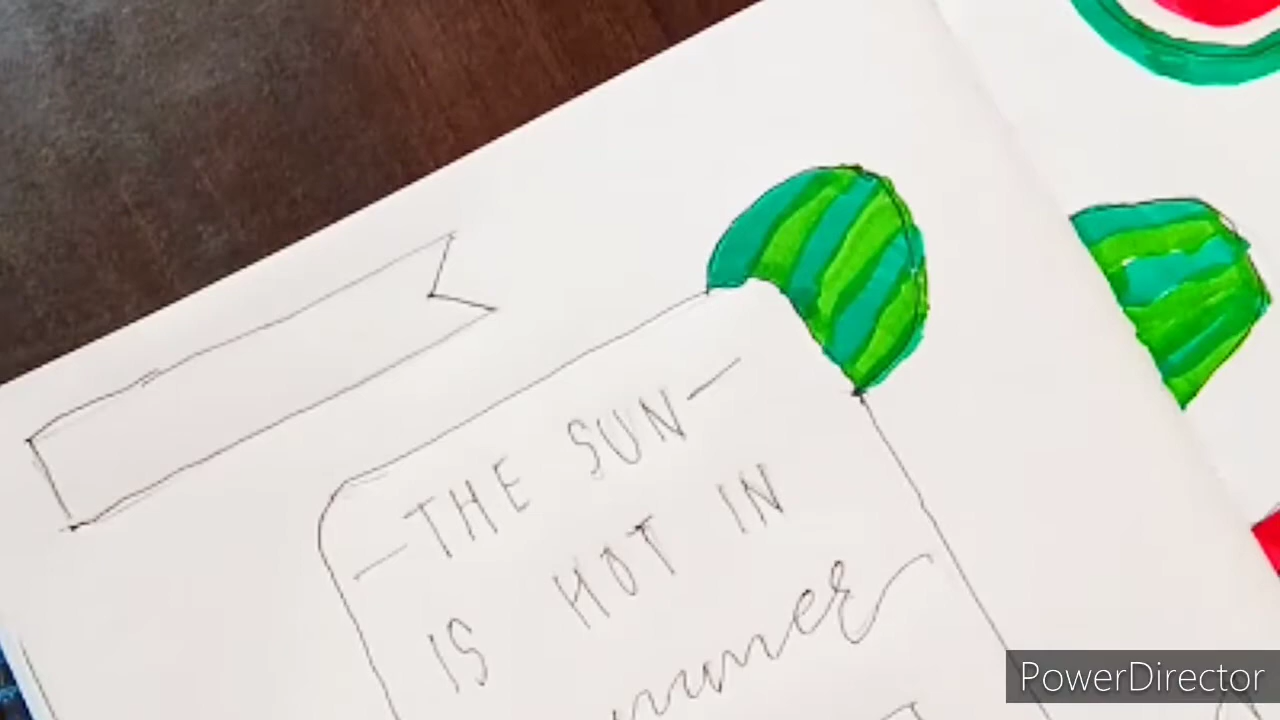 —THE SUN—
IS HOT IN
PowerDirector